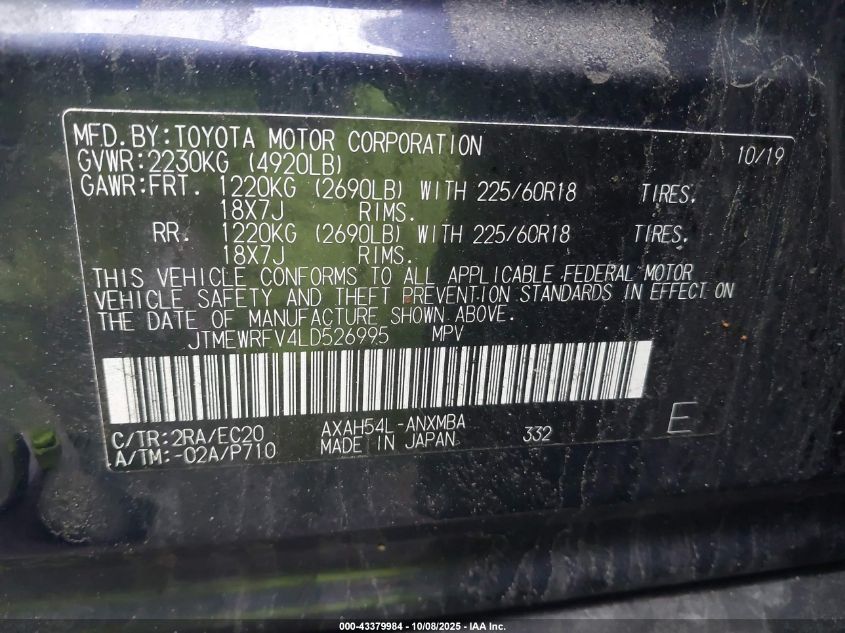 MFD.BY:TOYOTA MOTOR CORPORATION 10/19
GVWR:2230KG (4920LB)
GAWR:FRT. 1220KG (2690LB) WITH 225/60R18 TIRES.
18X7J RIMS.
RR. 1220KG (2690LB) WITH 225/60R18 TIRES.
18X7J RIMS.
THIS VEHICLE CONFORMS TO ALL APPLICABLE FEDERAL MOTOR
VEHICLE SAFETY AND THEFT PREVENTION STANDARDS IN EFFECT ON
THE DATE OF MANUFACTURE SHOWN ABOVE.
JTMEWRFV4LD526995 MPV
C/TR:2RA/EC20 AXAH54L-ANXMBA E
A/TM:-02A/P710 MADE IN JAPAN. 332
000-43379984 - 10/08/2025 - IAA Inc.